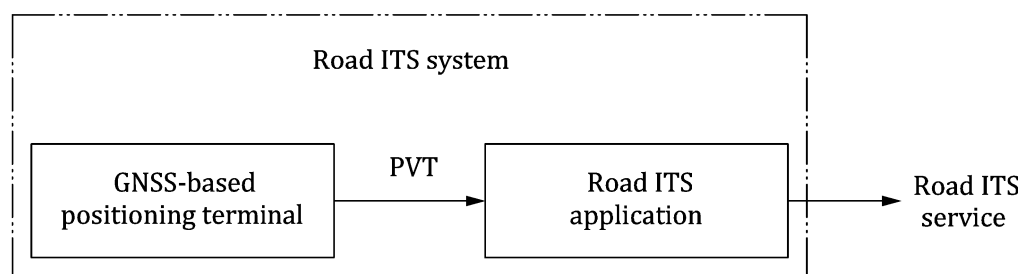 Road ITS system
GNSS-based
positioning terminal
PVT
Road ITS
application
Road ITS
service